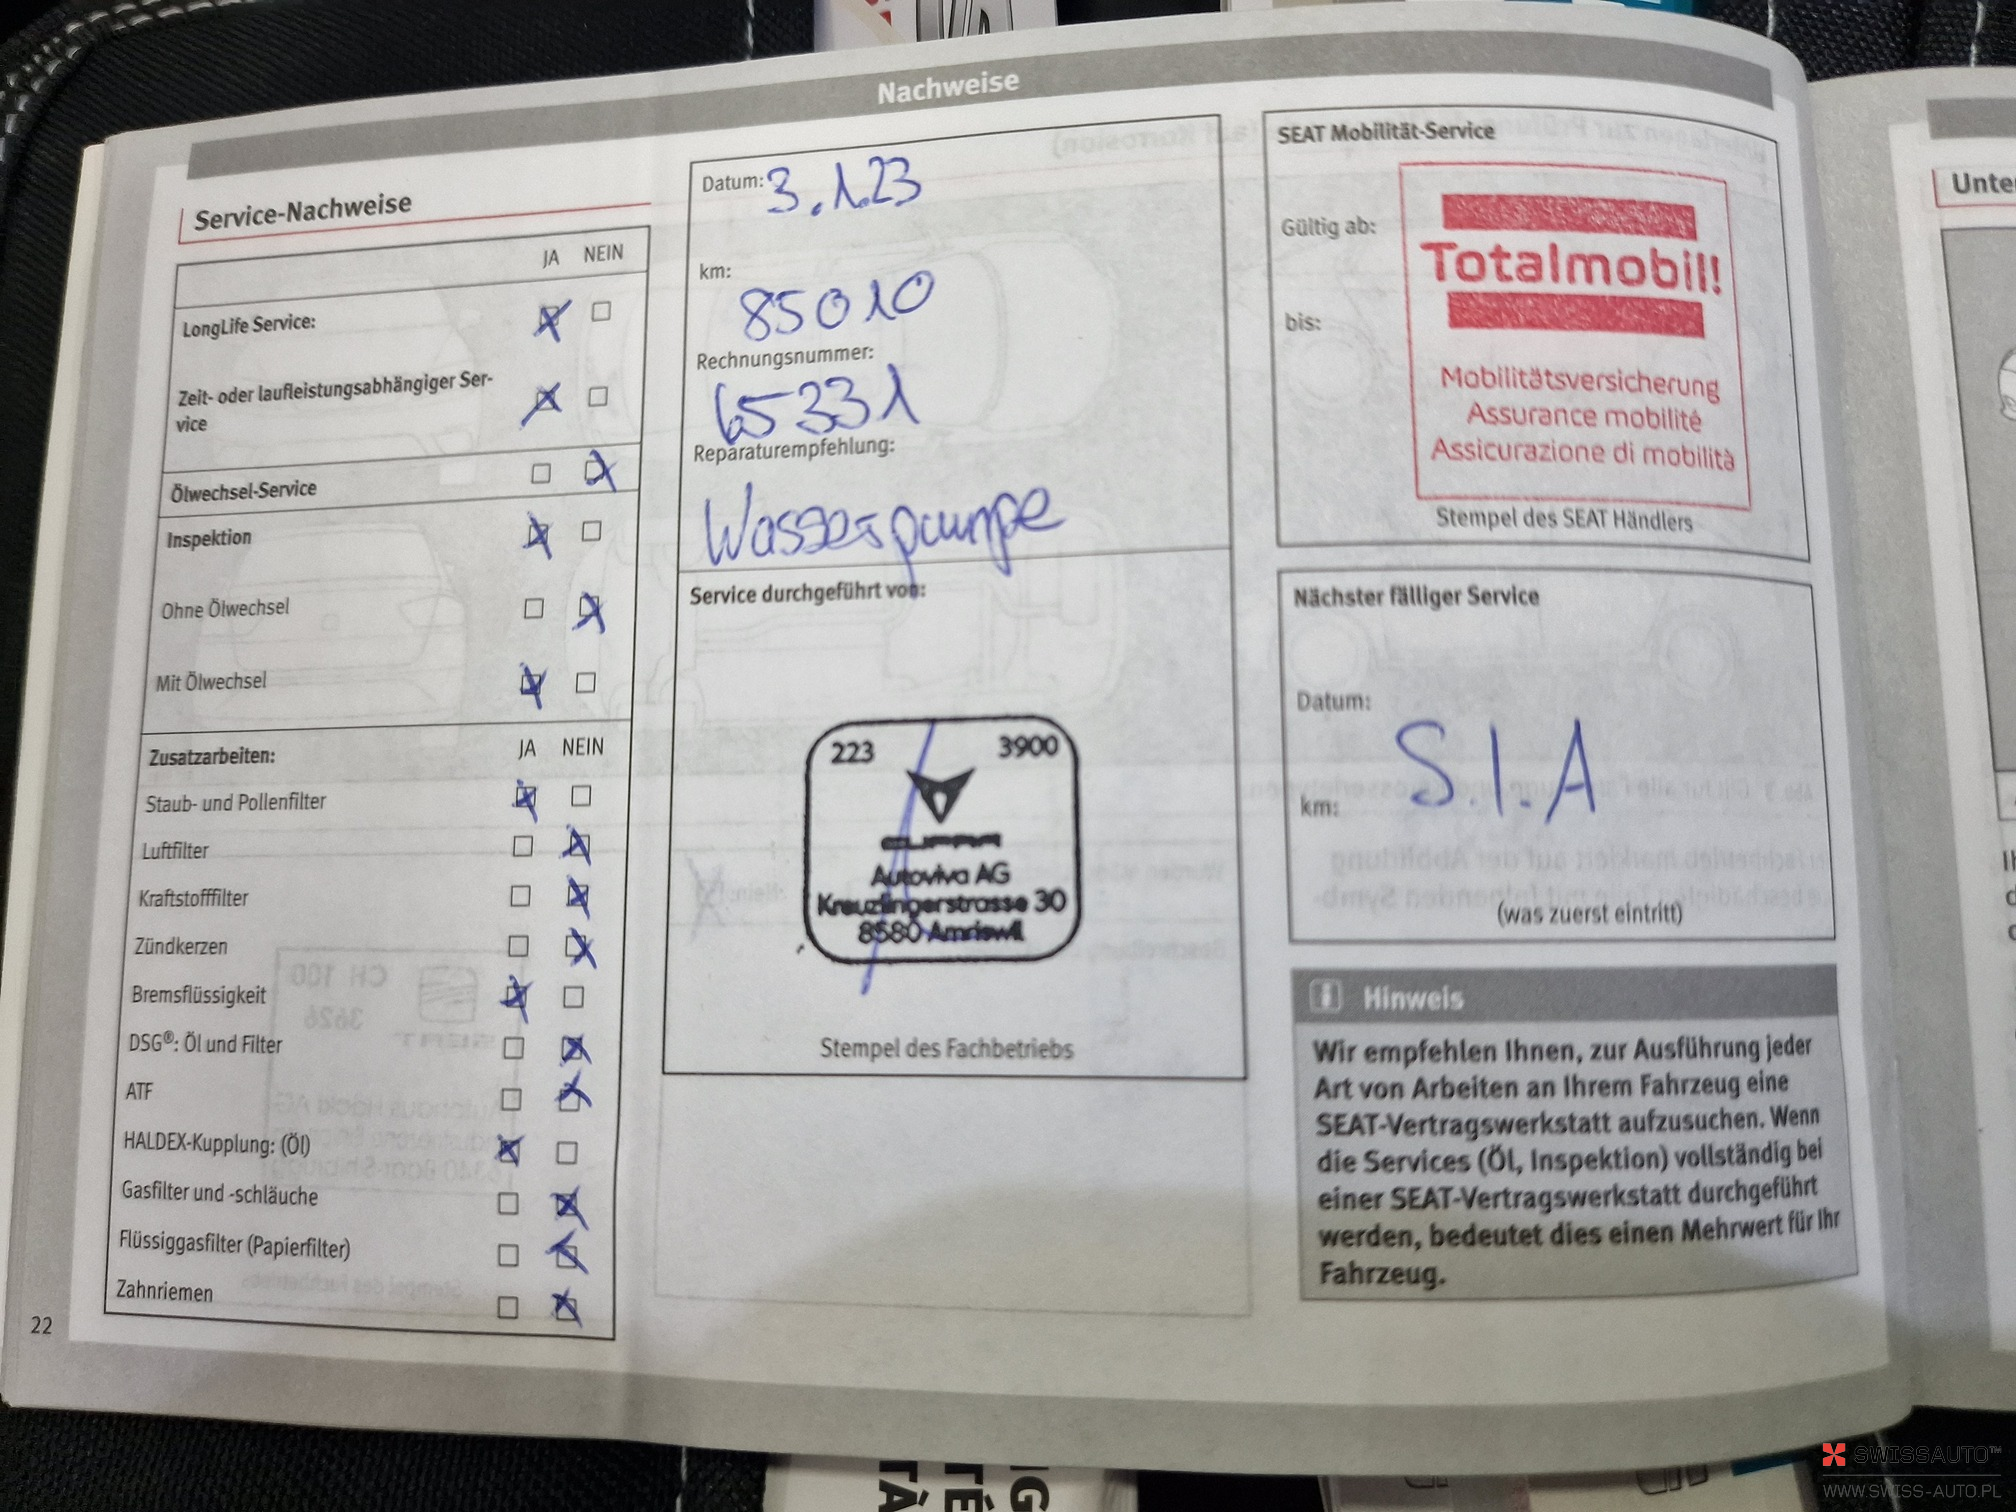 Nachweise
Service-Nachweise
JA NEIN
LongLife Service:
Zeit- oder laufleistungsabhängiger Ser-
vice
Ölwechsel-Service
Inspektion
Ohne Ölwechsel
Mit Ölwechsel
Zusatzarbeiten: JA NEIN
Staub- und Pollenfilter
Luftfilter
Kraftstofffilter
Zündkerzen
Bremsflüssigkeit
DSG®: Öl und Filter
ATF
HALDEX-Kupplung: (Öl)
Gasfilter und -schläuche
Flüssiggasfilter (Papierfilter)
Zahnriemen
22
Datum: 3.1.23
km:
85010
Rechnungsnummer:
65331
Reparaturempfehlung:
Wasserpumpe
Service durchgeführt von:
223 3900
CUPRA
Autoviva AG
Kreuzlingerstrasse 30
8580 Amriswil
Stempel des Fachbetriebs
SEAT Mobilität-Service
Gültig ab:
bis:
Totalmobil!
Mobilitätsversicherung
Assurance mobilité
Assicurazione di mobilità
Stempel des SEAT Händlers
Nächster fälliger Service
Datum:
S.I.A
km:
(was zuerst eintritt)
Hinweis
Wir empfehlen Ihnen, zur Ausführung jeder
Art von Arbeiten an Ihrem Fahrzeug eine
SEAT-Vertragswerkstatt aufzusuchen. Wenn
die Services (Öl, Inspektion) vollständig bei
einer SEAT-Vertragswerkstatt durchgeführt
werden, bedeutet dies einen Mehrwert für Ihr
Fahrzeug.
Unte
SWISSAUTO™
WWW.SWISS-AUTO.PL